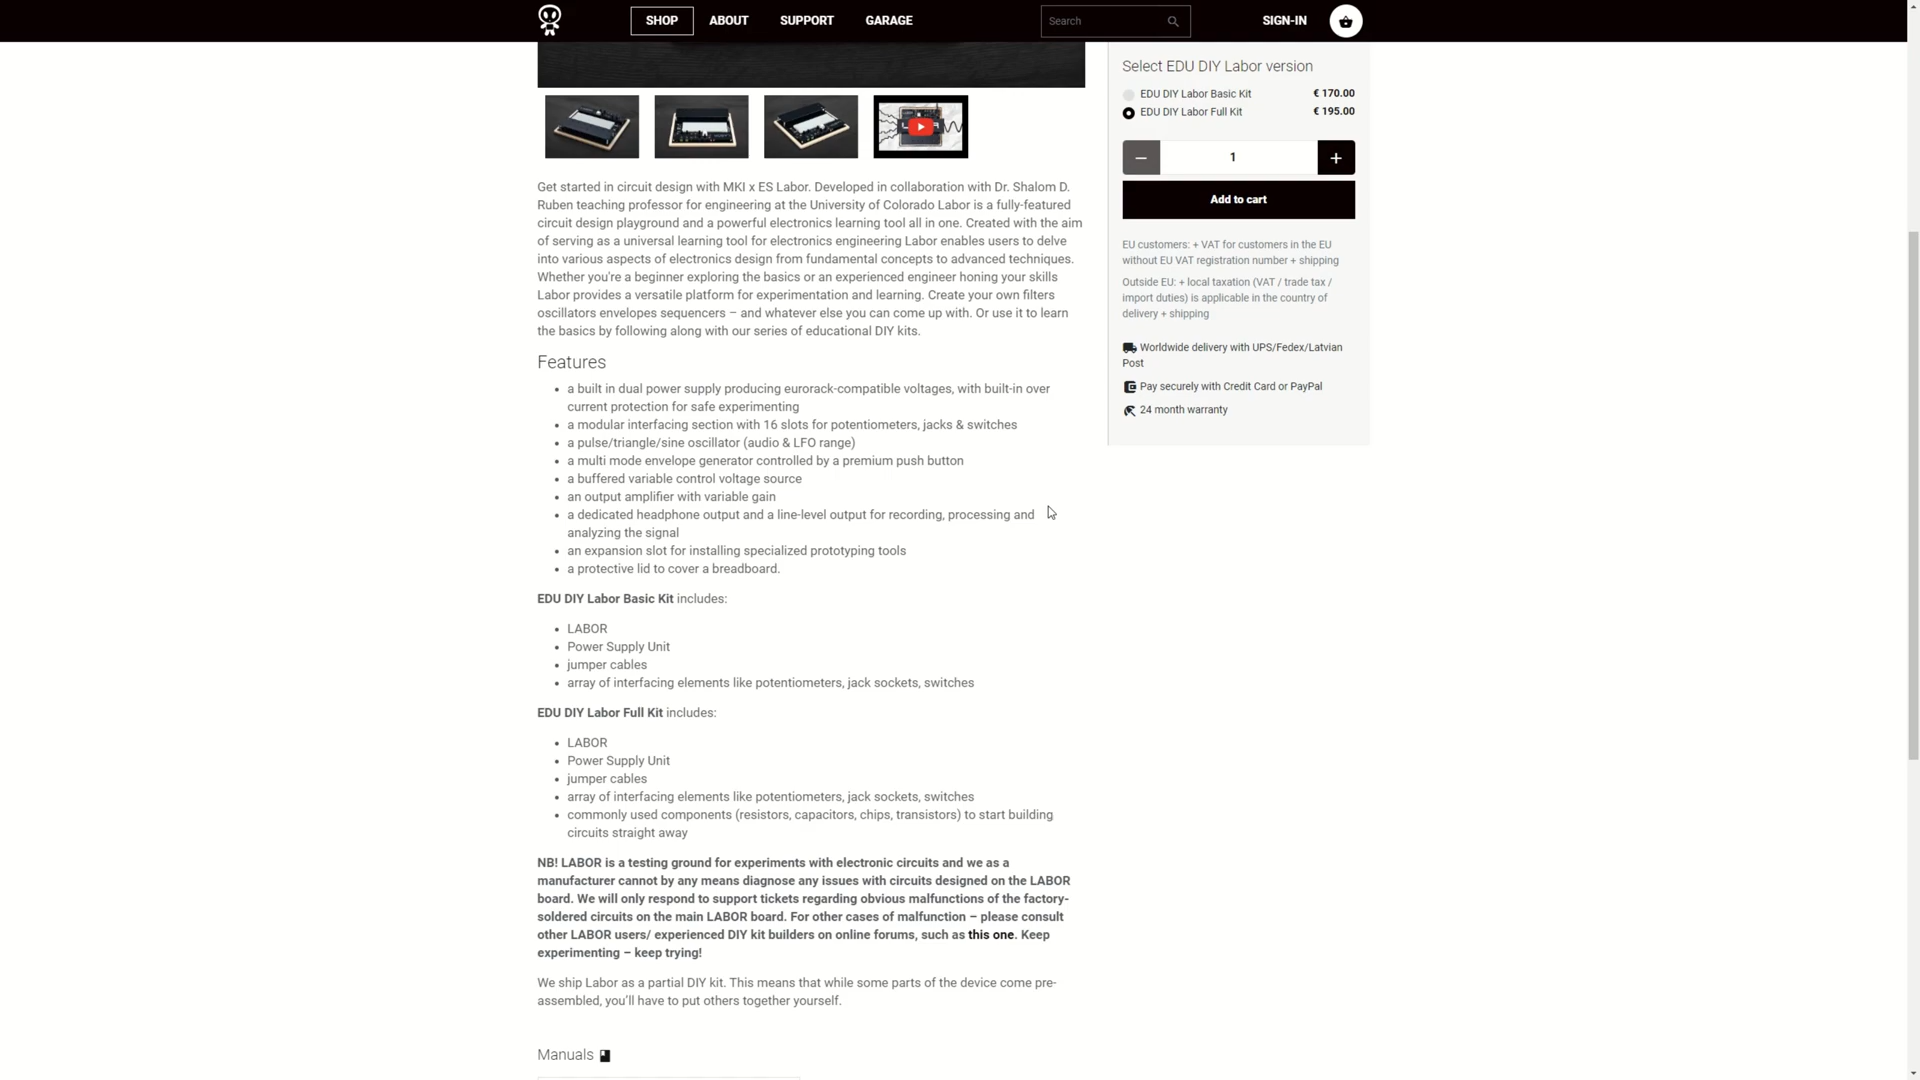 SHOP ABOUT SUPPORT GARAGE Search SIGN-IN
Select EDU DIY Labor version
EDU DIY Labor Basic Kit € 170.00
EDU DIY Labor Full Kit € 195.00
1
Add to cart
EU customers: + VAT for customers in the EU
without EU VAT registration number + shipping
Outside EU: + local taxation (VAT / trade tax /
import duties) is applicable in the country of
delivery + shipping
Worldwide delivery with UPS/Fedex/Latvian
Post
Pay securely with Credit Card or PayPal
24 month warranty
Get started in circuit design with MKI x ES Labor. Developed in collaboration with Dr. Shalom D.
Ruben teaching professor for engineering at the University of Colorado Labor is a fully-featured
circuit design playground and a powerful electronics learning tool all in one. Created with the aim
of serving as a universal learning tool for electronics engineering Labor enables users to delve
into various aspects of electronics design from fundamental concepts to advanced techniques.
Whether you're a beginner exploring the basics or an experienced engineer honing your skills
Labor provides a versatile platform for experimentation and learning. Create your own filters
oscillators envelopes sequencers – and whatever else you can come up with. Or use it to learn
the basics by following along with our series of educational DIY kits.
Features
• a built in dual power supply producing eurorack-compatible voltages, with built-in over
current protection for safe experimenting
• a modular interfacing section with 16 slots for potentiometers, jacks & switches
• a pulse/triangle/sine oscillator (audio & LFO range)
• a multi mode envelope generator controlled by a premium push button
• a buffered variable control voltage source
• an output amplifier with variable gain
• a dedicated headphone output and a line-level output for recording, processing and
analyzing the signal
• an expansion slot for installing specialized prototyping tools
• a protective lid to cover a breadboard.
EDU DIY Labor Basic Kit includes:
• LABOR
• Power Supply Unit
• jumper cables
• array of interfacing elements like potentiometers, jack sockets, switches
EDU DIY Labor Full Kit includes:
• LABOR
• Power Supply Unit
• jumper cables
• array of interfacing elements like potentiometers, jack sockets, switches
• commonly used components (resistors, capacitors, chips, transistors) to start building
circuits straight away
NB! LABOR is a testing ground for experiments with electronic circuits and we as a
manufacturer cannot by any means diagnose any issues with circuits designed on the LABOR
board. We will only respond to support tickets regarding obvious malfunctions of the factory-
soldered circuits on the main LABOR board. For other cases of malfunction – please consult
other LABOR users/ experienced DIY kit builders on online forums, such as this one. Keep
experimenting – keep trying!
We ship Labor as a partial DIY kit. This means that while some parts of the device come pre-
assembled, you'll have to put others together yourself.
Manuals